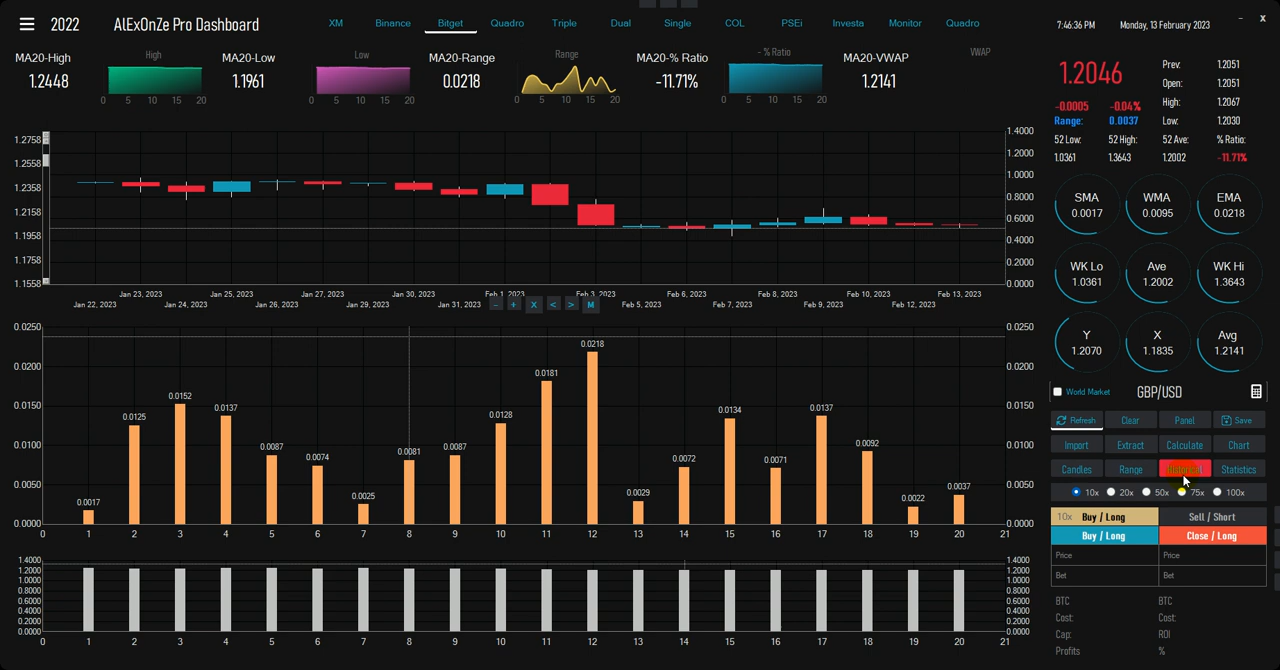 2022 AlExOnZe Pro Dashboard XM Binance Bitget Quadro Triple Dual Single COL PSEi Investa Monitor Quadro 7:46:36 PM Monday, 13 February 2023 – x
MA20-High High MA20-Low Low MA20-Range Range MA20-% Ratio - % Ratio MA20-VWAP VWAP
1.2448 1.1961 0.0218 -11.71% 1.2141
0 5 10 15 20 0 5 10 15 20 0 5 10 15 20 0 5 10 15 20
1.2046
Prev: 1.2051
Open: 1.2051
-0.0005 -0.04% High: 1.2067
Range: 0.0037 Low: 1.2030
52 Low: 52 High: 52 Ave: % Ratio:
1.0361 1.3643 1.2002 -11.71%
1.2758
1.2558
1.2358
1.2158
1.1958
1.1758
1.1558
1.4000
1.2000
1.0000
0.8000
0.6000
0.4000
0.2000
0.0000
Jan 23, 2023 Jan 25, 2023 Jan 27, 2023 Jan 30, 2023 Feb 1, 2023 Feb 3, 2023 Feb 6, 2023 Feb 8, 2023 Feb 10, 2023 Feb 13, 2023
Jan 22, 2023 Jan 24, 2023 Jan 26, 2023 Jan 29, 2023 Jan 31, 2023 - + X < > M Feb 5, 2023 Feb 7, 2023 Feb 9, 2023 Feb 12, 2023
SMA WMA EMA
0.0017 0.0095 0.0218
WK Lo Ave WK Hi
1.0361 1.2002 1.3643
Y X Avg
1.2070 1.1835 1.2141
0.0250
0.0200
0.0150
0.0100
0.0050
0.0000
0.0017 0.0125 0.0152 0.0137 0.0087 0.0074 0.0025 0.0081 0.0087 0.0128 0.0181 0.0218 0.0029 0.0072 0.0134 0.0071 0.0137 0.0092 0.0022 0.0037
0.0250
0.0200
0.0150
0.0100
0.0050
0.0000
0 1 2 3 4 5 6 7 8 9 10 11 12 13 14 15 16 17 18 19 20 21
1.4000
1.2000
1.0000
0.8000
0.6000
0.4000
0.2000
0.0000
1.4000
1.2000
1.0000
0.8000
0.6000
0.4000
0.2000
0.0000
0 1 2 3 4 5 6 7 8 9 10 11 12 13 14 15 16 17 18 19 20 21
World Market GBP/USD
Refresh Clear Panel Save
Import Extract Calculate Chart
Candles Range Statistics
10x 20x 50x 75x 100x
10x Buy / Long Sell / Short
Buy / Long Close / Long
Price Price
Bet Bet
BTC BTC
Cost: Cost:
Cap: ROI
Profits %